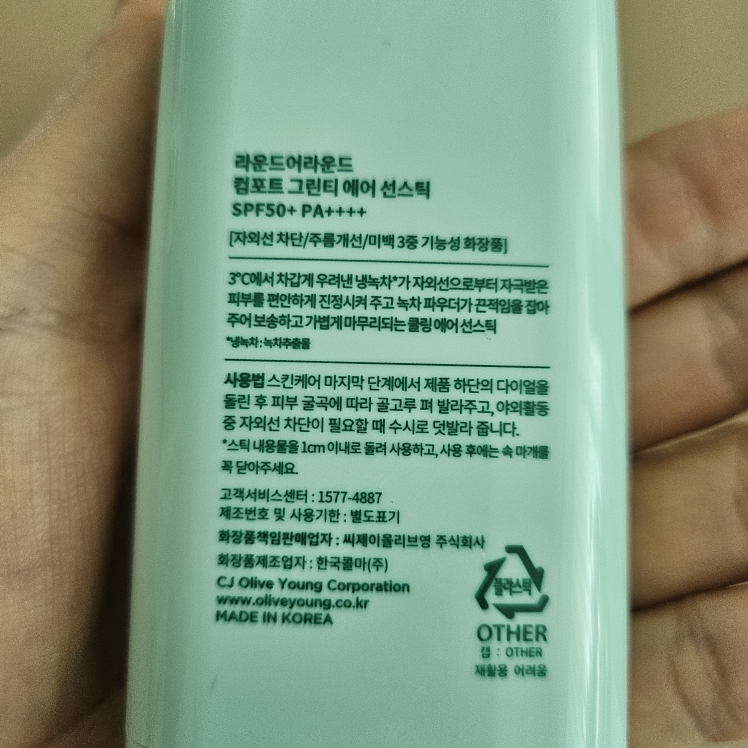 라운드어라운드
컴포트 그린티 에어 선스틱
SPF50+ PA++++
[자외선 차단/주름개선/미백 3중 기능성 화장품]
3℃에서 차갑게 우려낸 냉녹차*가 자외선으로부터 자극받은
피부를 편안하게 진정시켜 주고 녹차 파우더가 끈적임을 잡아
주어 보송하고 가볍게 마무리되는 쿨링 에어 선스틱
*냉녹차:녹차추출물
사용법 스킨케어 마지막 단계에서 제품 하단의 다이얼을
돌린 후 피부 굴곡에 따라 골고루 펴 발라주고, 야외활동
중 자외선 차단이 필요할 때 수시로 덧발라 줍니다.
*스틱 내용물을 1cm 이내로 돌려 사용하고, 사용 후에는 속 마개를
꼭 닫아주세요.
고객서비스센터 : 1577-4887
제조번호 및 사용기한 : 별도표기
화장품책임판매업자 : 씨제이올리브영 주식회사
화장품제조업자 : 한국콜마(주)
CJ Olive Young Corporation
www.oliveyoung.co.kr
MADE IN KOREA
플라스틱
OTHER
캡 : OTHER
재활용 어려움